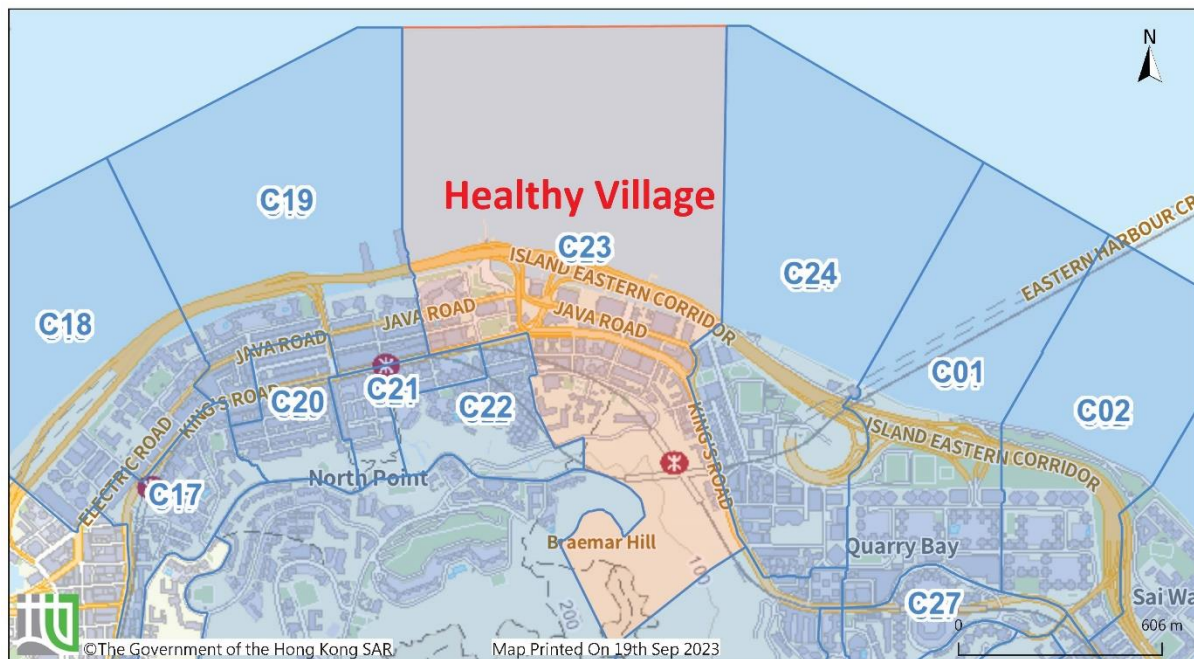 N
C19
Healthy Village
C23
EASTERN HARBOUR CR
C24
C18
ISLAND EASTERN CORRIDOR
JAVA ROAD
JAVA ROAD
JAVA ROAD
C01
C21
C20
C22
C02
KING'S ROAD
KING'S ROAD
ISLAND EASTERN CORRIDOR
ELECTRIC ROAD
C17
North Point
Braemar Hill
100
Quarry Bay
200
C27
Sai Wa
0
606 m
©The Government of the Hong Kong SAR
Map Printed On 19th Sep 2023